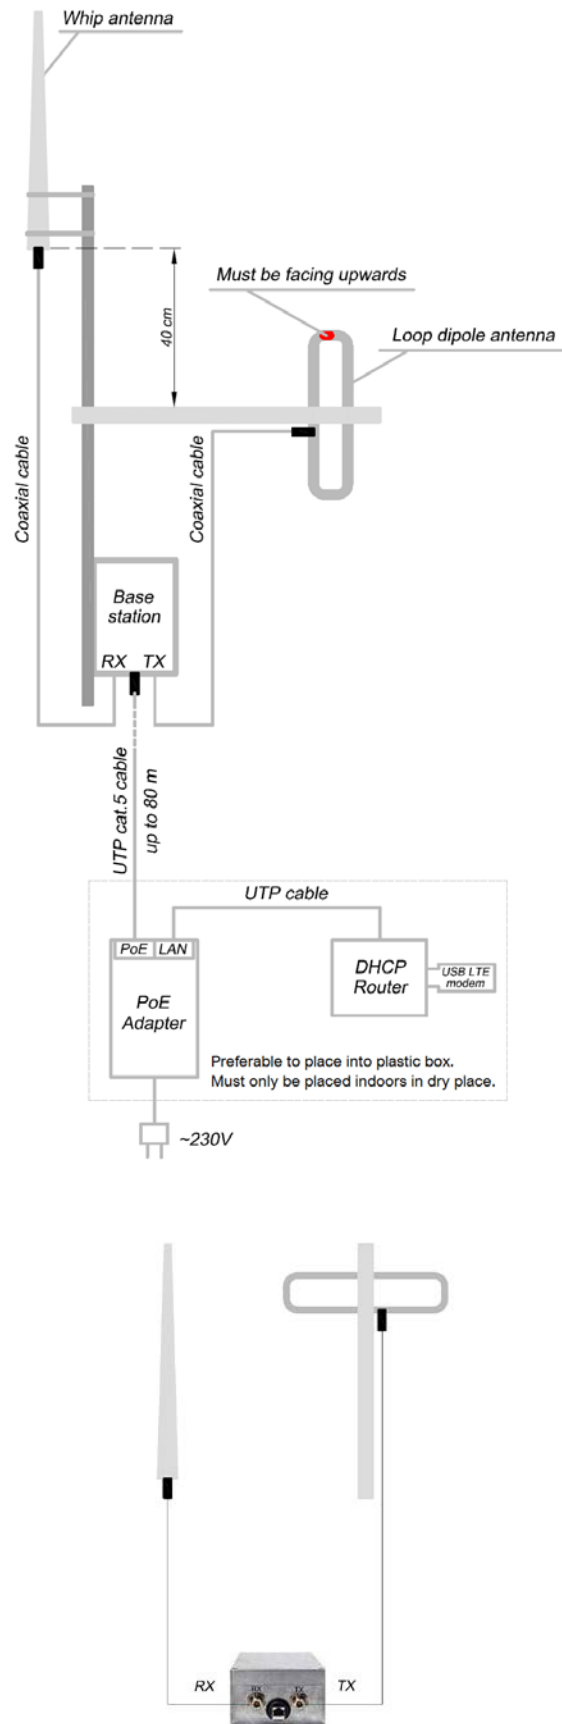 Whip antenna
40 cm
Must be facing upwards
Loop dipole antenna
Coaxial cable
Coaxial cable
Base
station
RX TX
UTP cat.5 cable
up to 80 m
UTP cable
PoE LAN
PoE
Adapter
DHCP
Router
USB LTE
modem
Preferable to place into plastic box.
Must only be placed indoors in dry place.
~230V
RX
RX
TX
TX